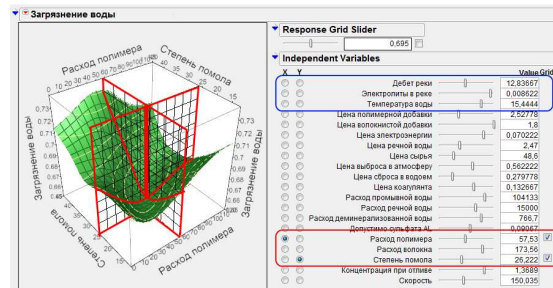 Загрязнение воды
Response Grid Slider
0,695
Independent Variables
X Y Value Grid
Дебет реки 12,83667
Электролиты в реке 0,008622
Температура воды 15,4444
Цена полимерной добавки 2,52778
Цена волокнистой добавки 1,8
Цена электроэнергии 0,070222
Цена речной воды 2,47
Цена сырья 48,6
Цена выброса в атмосферу 0,562222
Цена сброса в водоем 0,279778
Цена коагулянта 0,132667
Расход промывной воды 104133
Расход речной воды 15000
Расход деминерализованной воды 766,7
Допустимо сульфата AL 0,09067
Расход полимера 57,53
Расход волокна 173,56
Степень помола 26,222
Концентрация при отливе 1,3689
Скорость 150,035
Расход полимера
Степень помола
Загрязнение воды
Загрязнение воды
Степень помола
Расход полимера